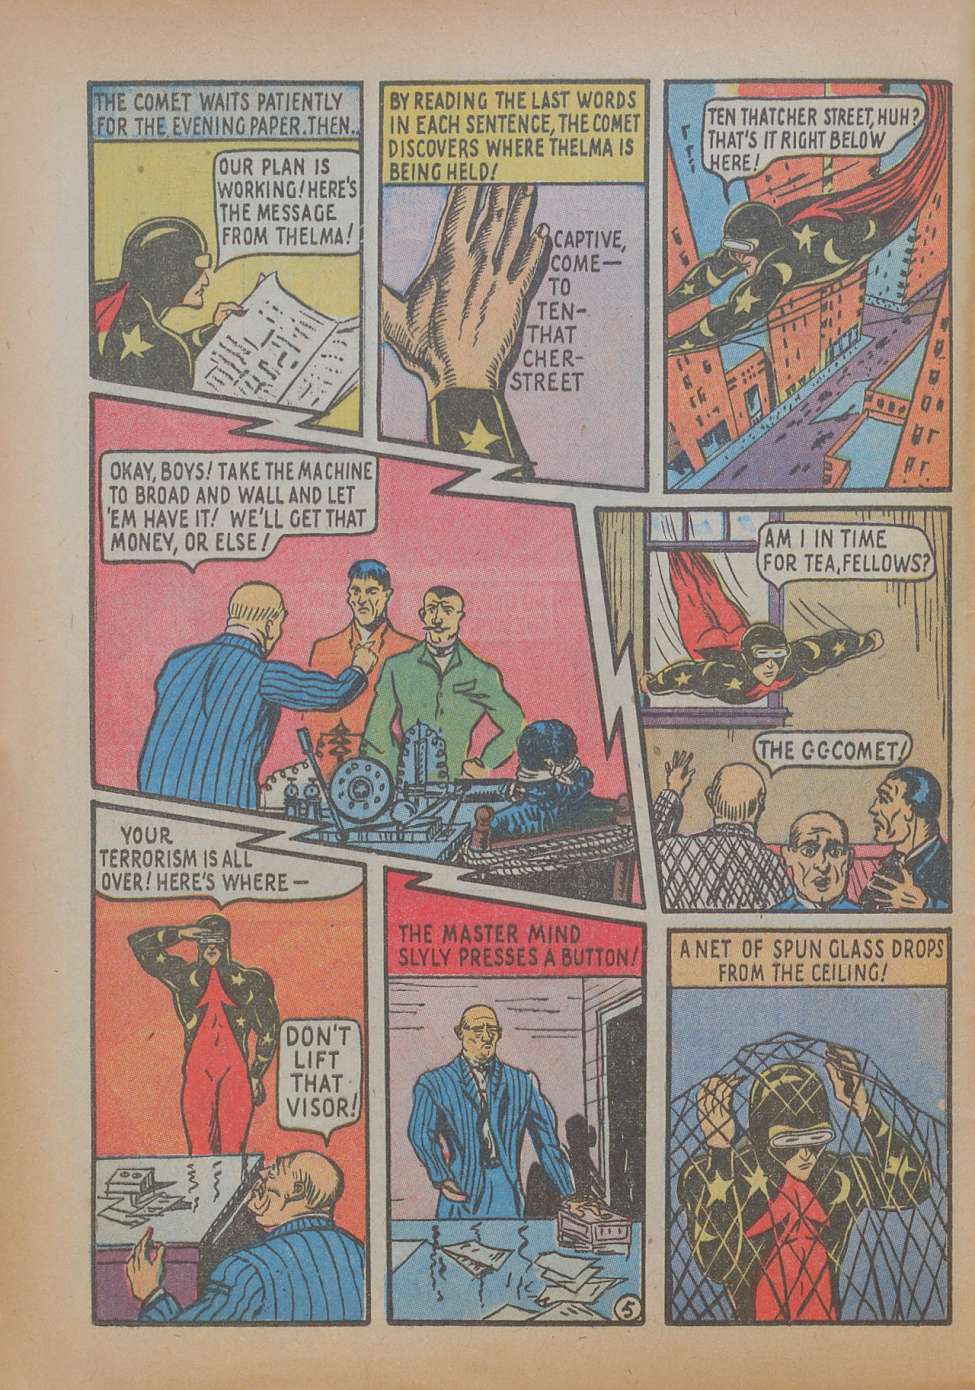 THE COMET WAITS PATIENTLY
FOR THE EVENING PAPER. THEN..
OUR PLAN IS
WORKING! HERE'S
THE MESSAGE
FROM THELMA!
BY READING THE LAST WORDS
IN EACH SENTENCE, THE COMET
DISCOVERS WHERE THELMA IS
BEING HELD!
CAPTIVE,
COME—
TO
TEN-
THAT
CHER-
STREET
TEN THATCHER STREET, HUH?
THAT'S IT RIGHT BELOW
HERE!
OKAY, BOYS! TAKE THE MACHINE
TO BROAD AND WALL AND LET
'EM HAVE IT! WE'LL GET THAT
MONEY, OR ELSE!
AM I IN TIME
FOR TEA, FELLOWS?
THE G-G-COMET!
YOUR
TERRORISM IS ALL
OVER! HERE'S WHERE—
DON'T
LIFT
THAT
VISOR!
THE MASTER MIND
SLYLY PRESSES A BUTTON!
5
A NET OF SPUN GLASS DROPS
FROM THE CEILING!